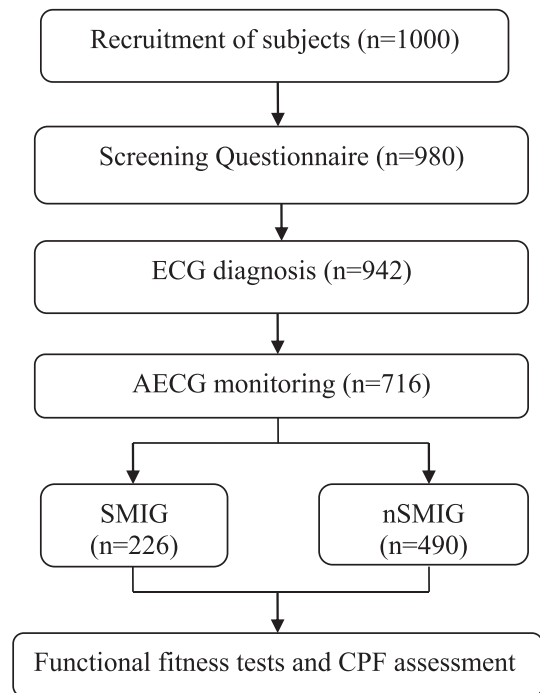 Recruitment of subjects (n=1000)
Screening Questionnaire (n=980)
ECG diagnosis (n=942)
AECG monitoring (n=716)
SMIG
(n=226)
nSMIG
(n=490)
Functional fitness tests and CPF assessment